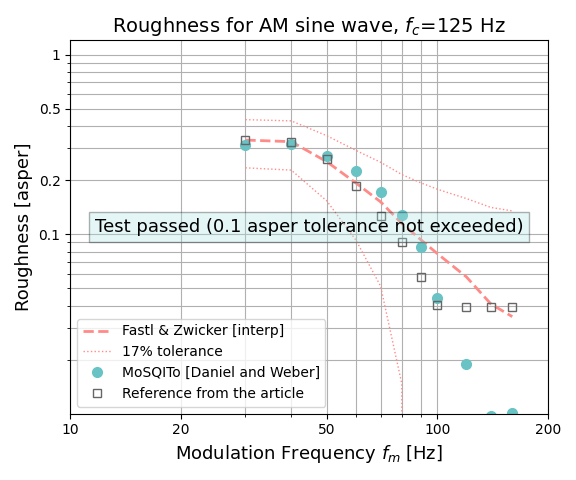 Roughness for AM sine wave, f_c=125 Hz
1
0.5
0.2
0.1
Roughness [asper]
Test passed (0.1 asper tolerance not exceeded)
Fastl & Zwicker [interp]
17% tolerance
MoSQITo [Daniel and Weber]
Reference from the article
10
20
50
100
200
Modulation Frequency f_m [Hz]